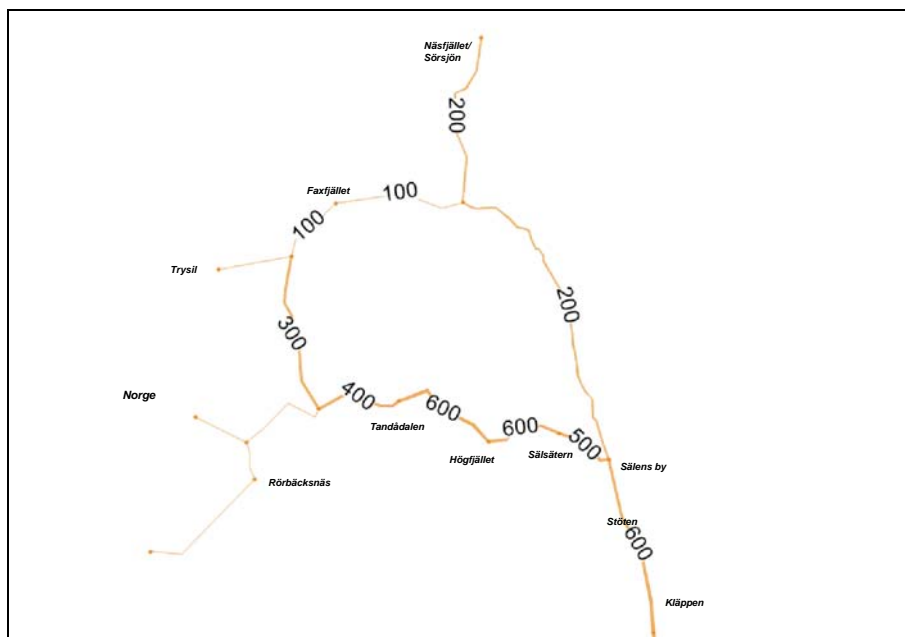 Näsfjället/
Sörsjön
200
Faxfjället
100
100
Trysil
200
300
400
Norge
600
Tandådalen
600
500
Högfjället
Sälsätern
Sälens by
Rörbäcksnäs
Stöten
600
Kläppen